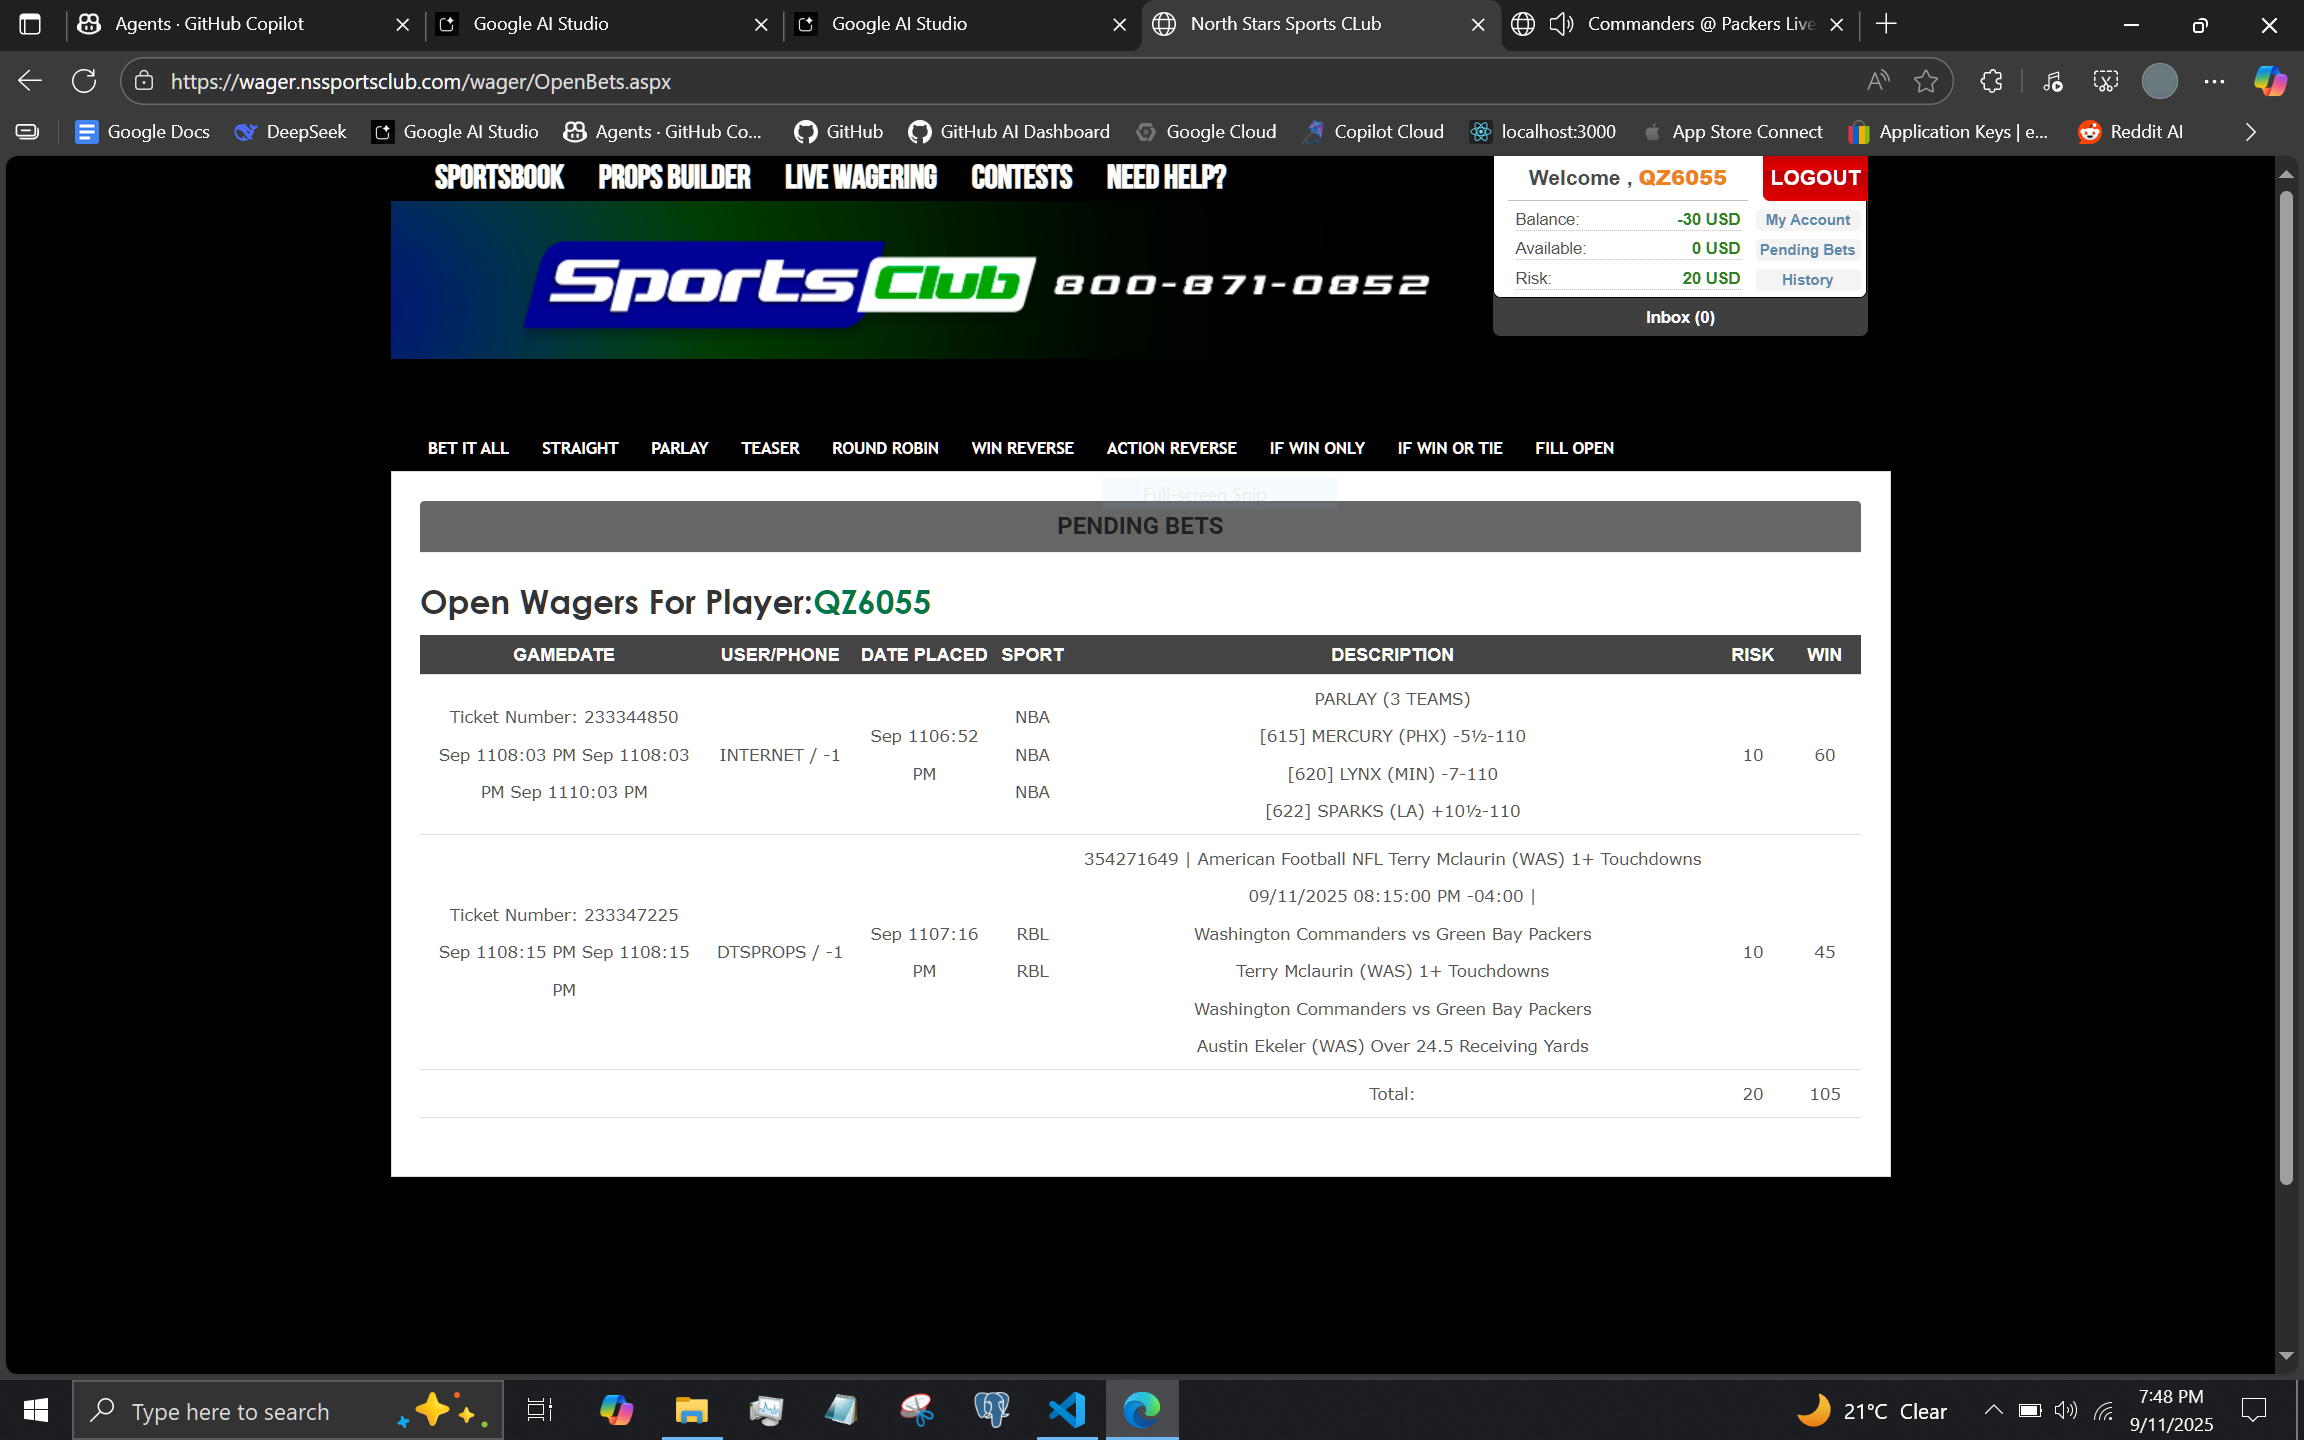 Agents · GitHub Copilot
Google AI Studio
Google AI Studio
North Stars Sports CLub
Commanders @ Packers Live
https://wager.nssportsclub.com/wager/OpenBets.aspx
Google Docs
DeepSeek
Google AI Studio
Agents · GitHub Co...
GitHub
GitHub AI Dashboard
Google Cloud
Copilot Cloud
localhost:3000
App Store Connect
Application Keys | e...
Reddit AI
SPORTSBOOK PROPS BUILDER LIVE WAGERING CONTESTS NEED HELP?
Welcome , QZ6055
LOGOUT
Balance: -30 USD My Account
Available: 0 USD Pending Bets
Risk: 20 USD History
Inbox (0)
Sports Club 800-871-0852
BET IT ALL STRAIGHT PARLAY TEASER ROUND ROBIN WIN REVERSE ACTION REVERSE IF WIN ONLY IF WIN OR TIE FILL OPEN
Full-screen Snip
PENDING BETS
Open Wagers For Player:QZ6055
GAMEDATE USER/PHONE DATE PLACED SPORT DESCRIPTION RISK WIN
Ticket Number: 233344850
Sep 1108:03 PM Sep 1108:03
PM Sep 1110:03 PM
INTERNET / -1
Sep 1106:52
PM
NBA
NBA
NBA
PARLAY (3 TEAMS)
[615] MERCURY (PHX) -5½-110
[620] LYNX (MIN) -7-110
[622] SPARKS (LA) +10½-110
10
60
Ticket Number: 233347225
Sep 1108:15 PM Sep 1108:15
PM
DTSPROPS / -1
Sep 1107:16
PM
RBL
RBL
354271649 | American Football NFL Terry Mclaurin (WAS) 1+ Touchdowns
09/11/2025 08:15:00 PM -04:00 |
Washington Commanders vs Green Bay Packers
Terry Mclaurin (WAS) 1+ Touchdowns
Washington Commanders vs Green Bay Packers
Austin Ekeler (WAS) Over 24.5 Receiving Yards
10
45
Total: 20 105
Type here to search
21°C Clear
7:48 PM
9/11/2025